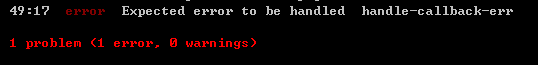 49:17  error  Expected error to be handled  handle-callback-err
1 problem (1 error, 0 warnings)